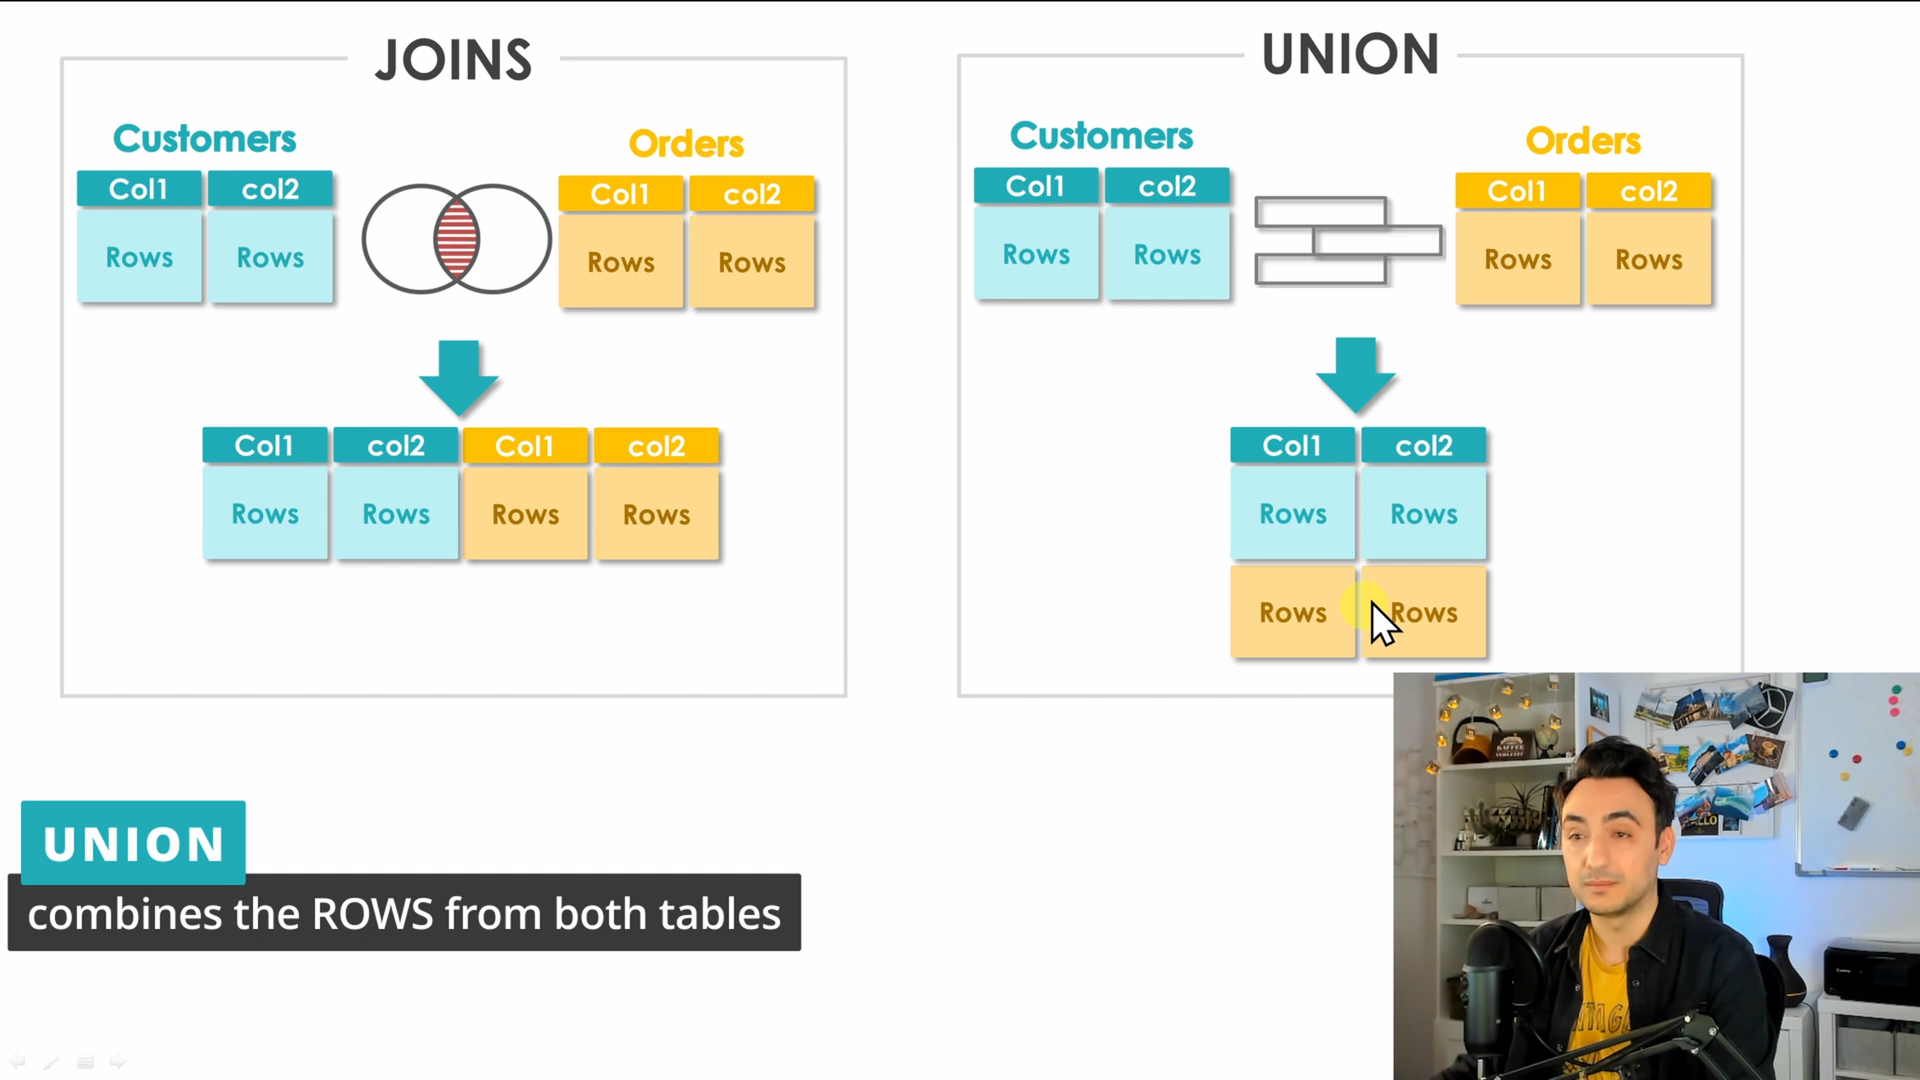 JOINS
Customers
Orders
Col1 col2
Col1 col2
Rows Rows
Rows Rows
Col1 col2 Col1 col2
Rows Rows Rows Rows
UNION
Customers
Orders
Col1 col2
Col1 col2
Rows Rows
Rows Rows
Col1 col2
Rows Rows
Rows Rows
UNION
combines the ROWS from both tables